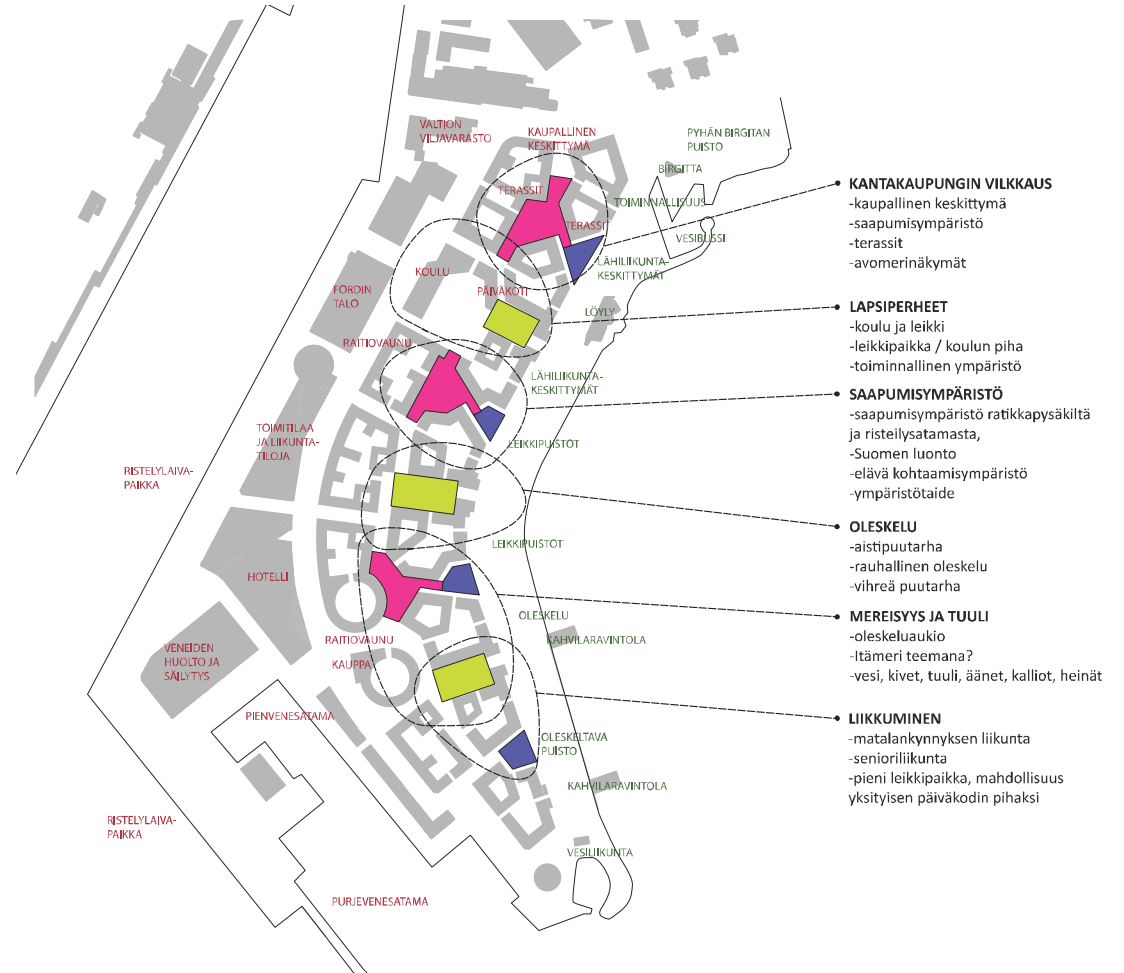 VALTION
VILJAVARASTO
KAUPALLINEN
KESKITTYMÄ
PYHÄN BIRGITAN
PUISTO
BIRGITTA
TERASSIT
TOIMINNALLISUUS
TERASSIT
VESIBUSSI
LÄHILIIKUNTA-
KESKITTYMÄT
KOULU
PÄIVÄKOTI
FORDIN
TALO
LÖYLY
RAITIOVAUNU
LÄHILIIKUNTA-
KESKITTYMÄT
TOIMITILAA
JA LIIKUNTA-
TILOJA
LEIKKIPUISTOT
RISTELYLAIVA-
PAIKKA
LEIKKIPUISTOT
HOTELLI
OLESKELU
RAITIOVAUNU
KAHVILARAVINTOLA
VENEIDEN
HUOLTO JA
SÄILYTYS
KAUPPA
PIENVENESATAMA
OLESKELTAVA
PUISTO
KAHVILARAVINTOLA
RISTELYLAIVA-
PAIKKA
VESILIIKUNTA
PURJEVENESATAMA
KANTAKAUPUNGIN VILKKAUS
-kaupallinen keskittymä
-saapumisympäristö
-terassit
-avomerinäkymät
LAPSIPERHEET
-koulu ja leikki
-leikkipaikka / koulun piha
-toiminnallinen ympäristö
SAAPUMISYMPÄRISTÖ
-saapumisympäristö ratikkapysäkiltä
ja risteilysatamasta,
-Suomen luonto
-elävä kohtaamisympäristö
-ympäristötaide
OLESKELU
-aistipuutarha
-rauhallinen oleskelu
-vihreä puutarha
MEREISYYS JA TUULI
-oleskeluaukio
-Itämeri teemana?
-vesi, kivet, tuuli, äänet, kalliot, heinät
LIIKKUMINEN
-matalankynnyksen liikunta
-senioriliikunta
-pieni leikkipaikka, mahdollisuus
yksityisen päiväkodin pihaksi